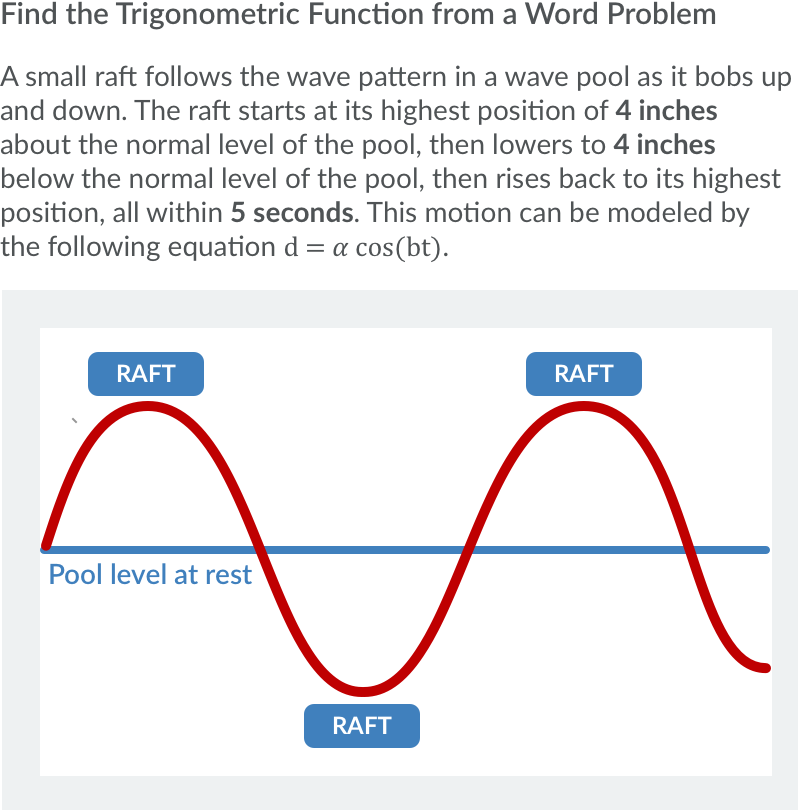 Find the Trigonometric Function from a Word Problem
A small raft follows the wave pattern in a wave pool as it bobs up
and down. The raft starts at its highest position of 4 inches
about the normal level of the pool, then lowers to 4 inches
below the normal level of the pool, then rises back to its highest
position, all within 5 seconds. This motion can be modeled by
the following equation d = α cos(bt).
RAFT
RAFT
Pool level at rest
RAFT